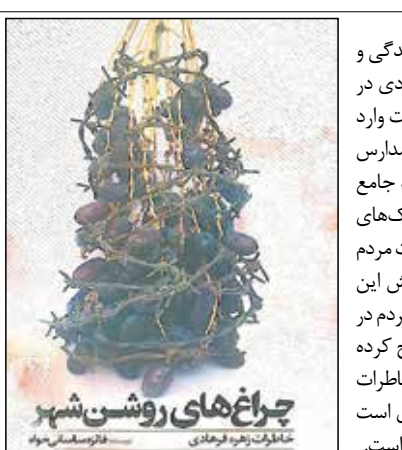 دگی و
دی در
ت وارد
مدارس
جامع
ک‌های
ت مردم
ش این
ردم در
ج کرده
اطرات
ی است
است.
چراغ‌های روشن شهر
خاطرات زهره فرهادی
فائزه ساسانی‌خواه